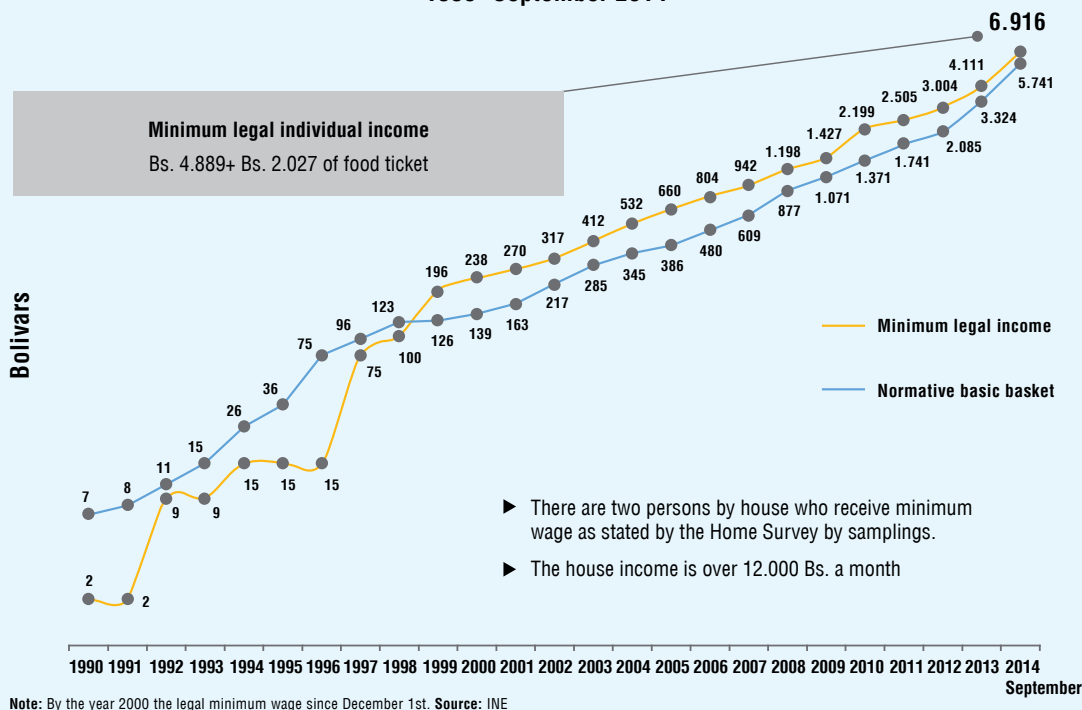 6.916
Minimum legal individual income
Bs. 4.889+ Bs. 2.027 of food ticket
Bolivars
7 8 11 15 26 36 75 96 123 126 139 163 217 285 345 386 480 609 877 1.071 1.371 1.741 2.085 3.324 5.741
2 2 9 9 15 15 15 75 100 196 238 270 317 412 532 660 804 942 1.198 1.427 2.199 2.505 3.004 4.111
Minimum legal income
Normative basic basket
► There are two persons by house who receive minimum
wage as stated by the Home Survey by samplings.
► The house income is over 12.000 Bs. a month
1990 1991 1992 1993 1994 1995 1996 1997 1998 1999 2000 2001 2002 2003 2004 2005 2006 2007 2008 2009 2010 2011 2012 2013 2014
September
Note: By the year 2000 the legal minimum wage since December 1st. Source: INE